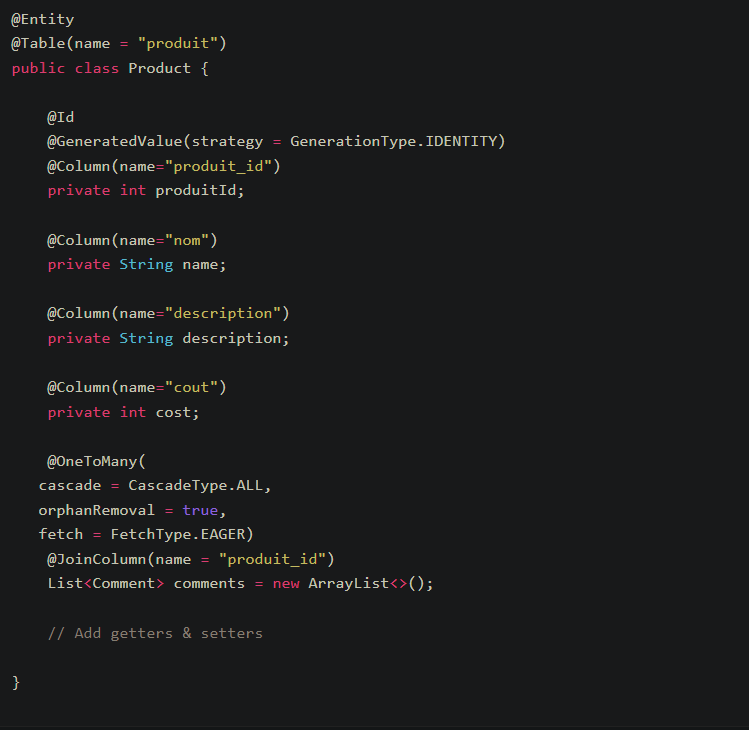 @Entity
@Table(name = "produit")
public class Product {
@Id
@GeneratedValue(strategy = GenerationType.IDENTITY)
@Column(name="produit_id")
private int produitId;
@Column(name="nom")
private String name;
@Column(name="description")
private String description;
@Column(name="cout")
private int cost;
@OneToMany(
cascade = CascadeType.ALL,
orphanRemoval = true,
fetch = FetchType.EAGER)
@JoinColumn(name = "produit_id")
List<Comment> comments = new ArrayList<>();
// Add getters & setters
}